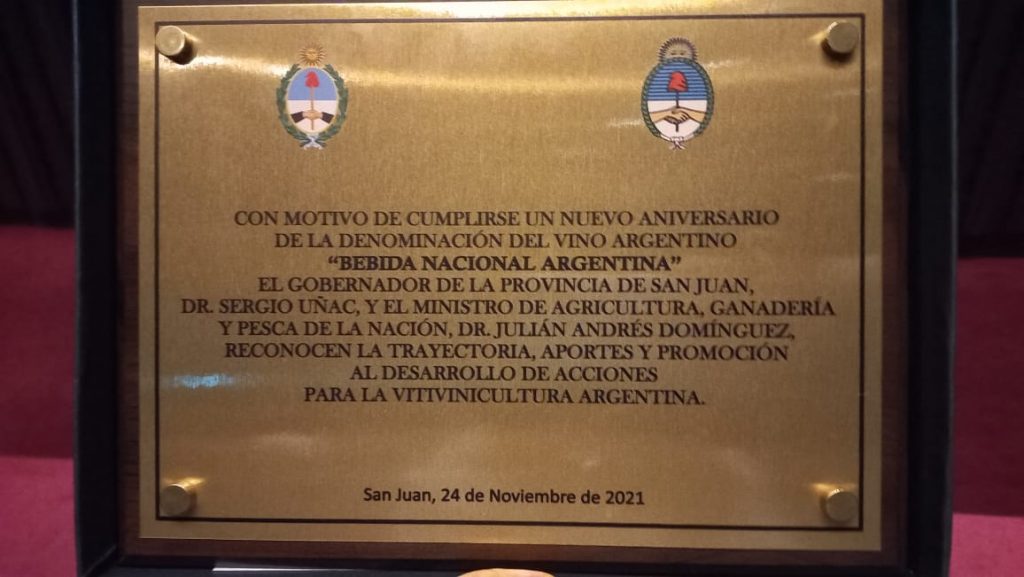 CON MOTIVO DE CUMPLIRSE UN NUEVO ANIVERSARIO
DE LA DENOMINACIÓN DEL VINO ARGENTINO
“BEBIDA NACIONAL ARGENTINA”
EL GOBERNADOR DE LA PROVINCIA DE SAN JUAN,
DR. SERGIO UÑAC, Y EL MINISTRO DE AGRICULTURA, GANADERÍA
Y PESCA DE LA NACIÓN, DR. JULIÁN ANDRÉS DOMÍNGUEZ,
RECONOCEN LA TRAYECTORIA, APORTES Y PROMOCIÓN
AL DESARROLLO DE ACCIONES
PARA LA VITIVINICULTURA ARGENTINA.
San Juan, 24 de Noviembre de 2021